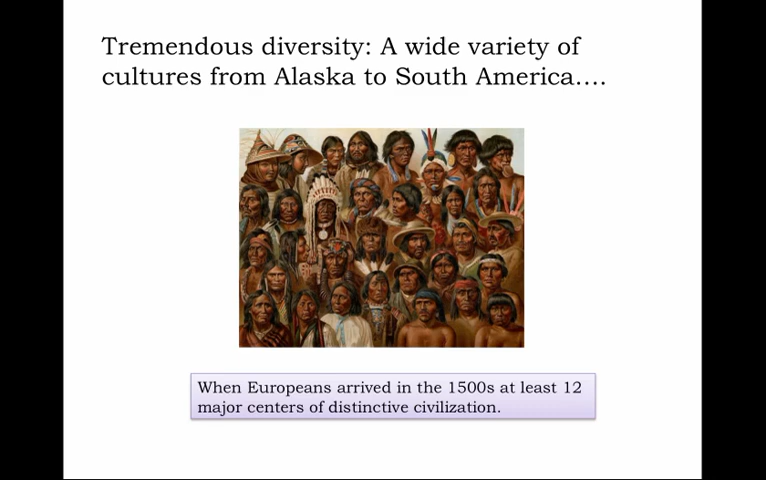 Tremendous diversity: A wide variety of
cultures from Alaska to South America....
When Europeans arrived in the 1500s at least 12
major centers of distinctive civilization.